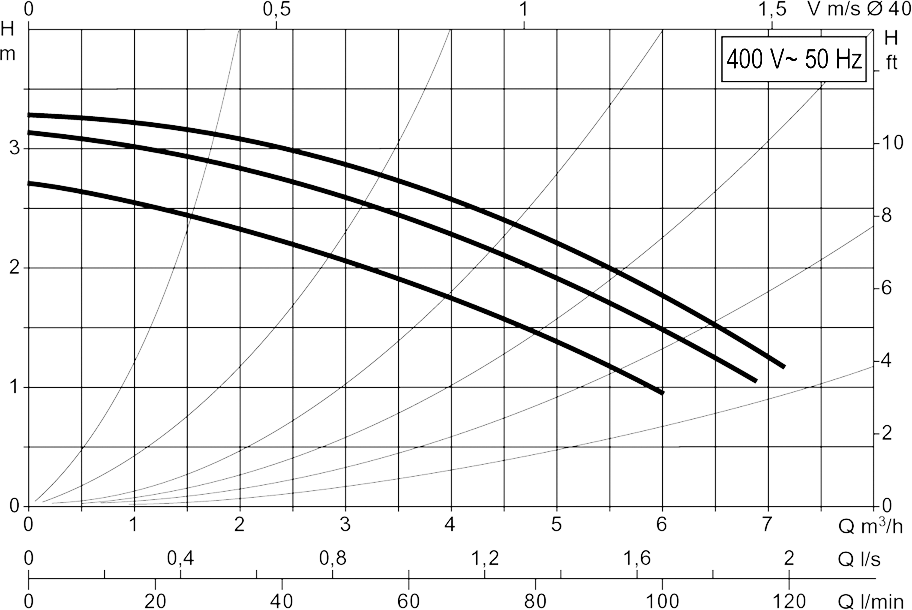 0 0,5 1 1,5 V m/s Ø 40
H
m
H
ft
400 V~ 50 Hz
3
2
1
0
10
8
6
4
2
0
0 1 2 3 4 5 6 7 Q m³/h
0 0,4 0,8 1,2 1,6 2 Q l/s
0 20 40 60 80 100 120 Q l/min